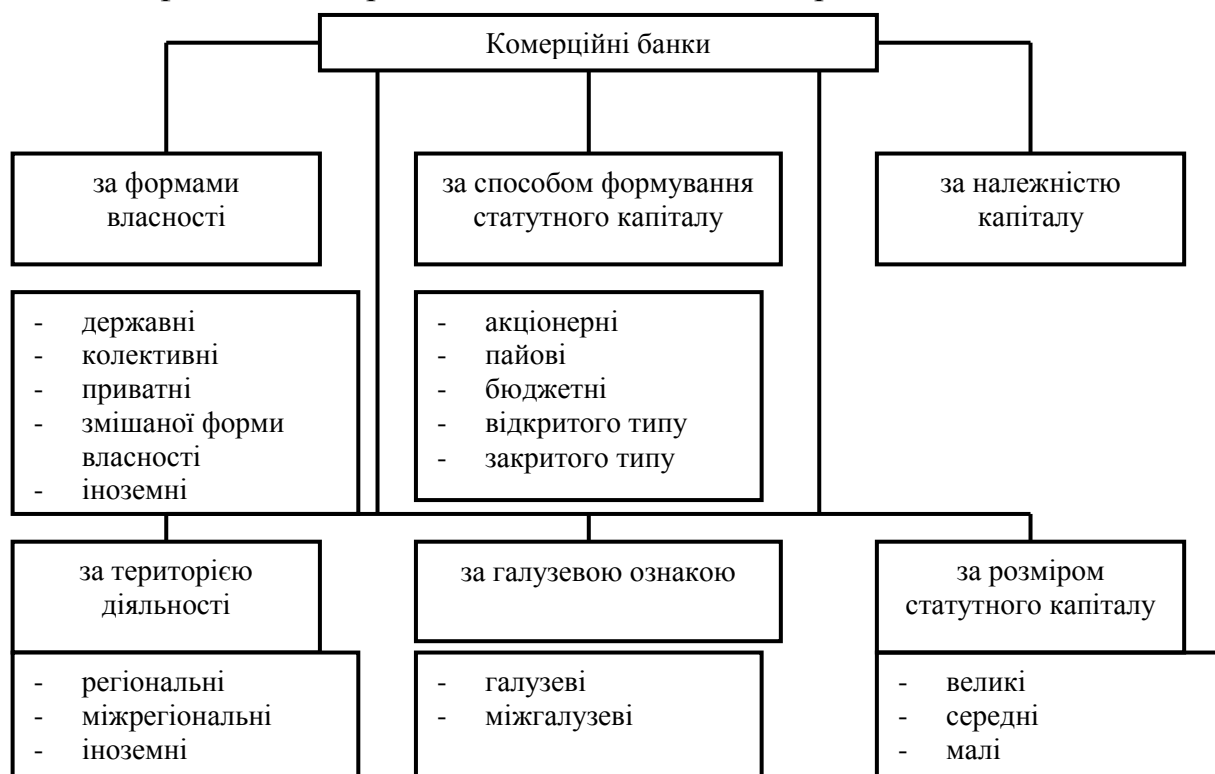 Комерційні банки
за формами
власності
за способом формування
статутного капіталу
за належністю
капіталу
- державні
- колективні
- приватні
- змішаної форми
власності
- іноземні
- акціонерні
- пайові
- бюджетні
- відкритого типу
- закритого типу
за територією
діяльності
за галузевою ознакою
за розміром
статутного капіталу
- регіональні
- міжрегіональні
- іноземні
- галузеві
- міжгалузеві
- великі
- середні
- малі